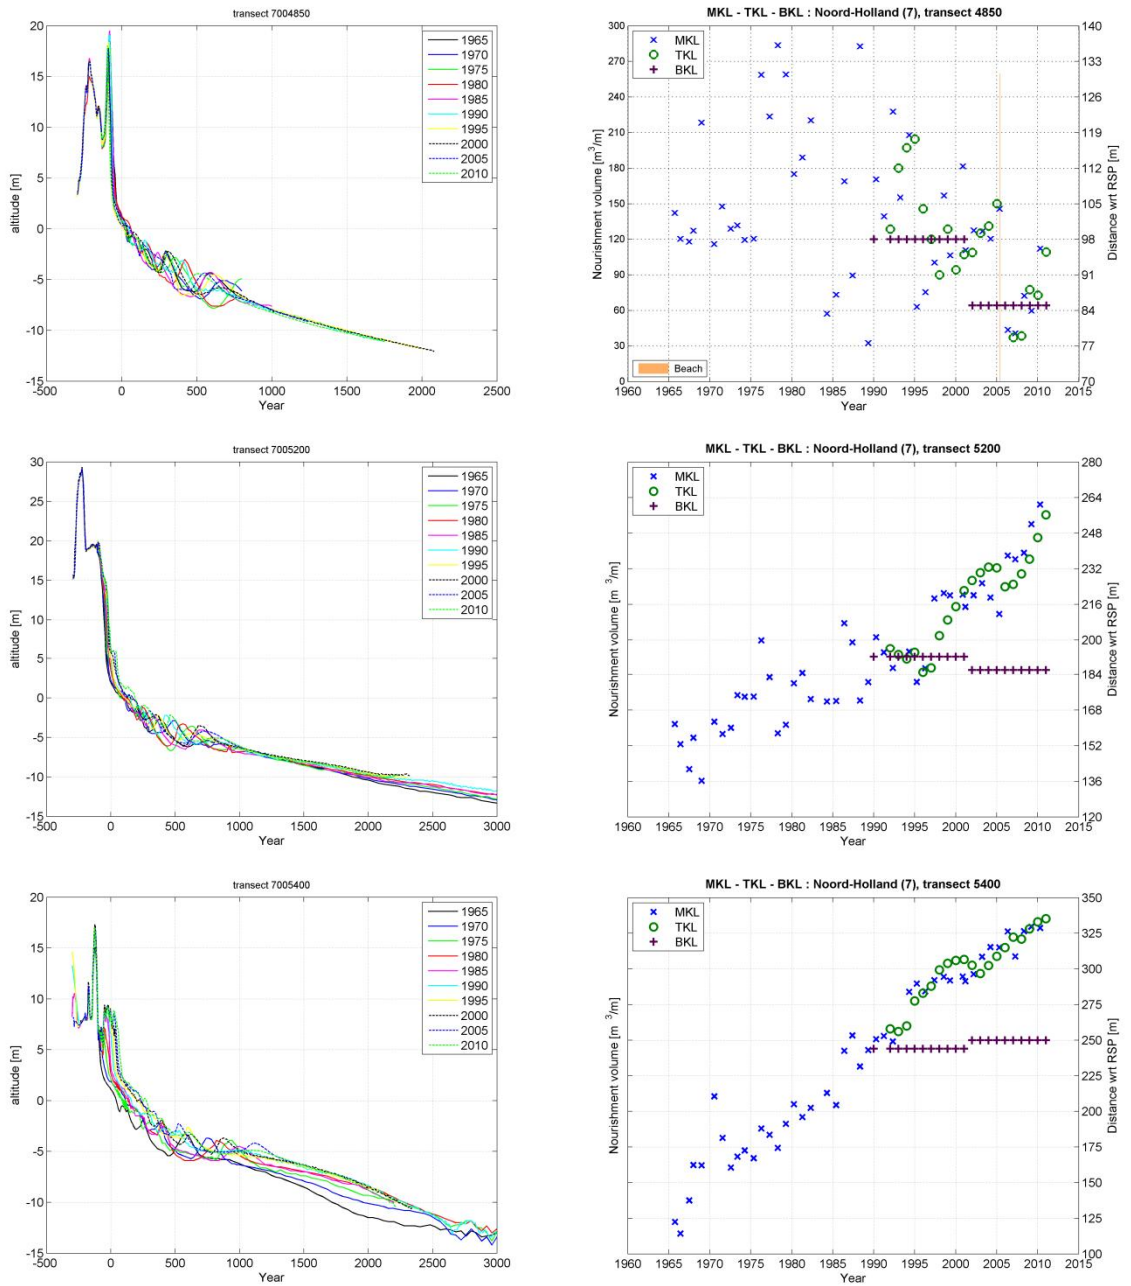 transect 7004850
20
15
10
5
0
-5
-10
-15
altitude [m]
-500 0 500 1000 1500 2000 2500
Year
1965
1970
1975
1980
1985
1990
1995
2000
2005
2010
MKL - TKL - BKL : Noord-Holland (7), transect 4850
300
270
240
210
180
150
120
90
60
30
0
Nourishment volume [m³/m]
MKL
TKL
BKL
Beach
140
133
126
119
112
105
98
91
84
77
70
Distance wrt RSP [m]
1960 1965 1970 1975 1980 1985 1990 1995 2000 2005 2010 2015
Year
transect 7005200
30
25
20
15
10
5
0
-5
-10
-15
altitude [m]
-500 0 500 1000 1500 2000 2500 3000
Year
1965
1970
1975
1980
1985
1990
1995
2000
2005
2010
MKL - TKL - BKL : Noord-Holland (7), transect 5200
Nourishment volume [m³/m]
MKL
TKL
BKL
280
264
248
232
216
200
184
168
152
136
120
Distance wrt RSP [m]
1960 1965 1970 1975 1980 1985 1990 1995 2000 2005 2010 2015
Year
transect 7005400
20
15
10
5
0
-5
-10
-15
altitude [m]
-500 0 500 1000 1500 2000 2500 3000
Year
1965
1970
1975
1980
1985
1990
1995
2000
2005
2010
MKL - TKL - BKL : Noord-Holland (7), transect 5400
Nourishment volume [m³/m]
MKL
TKL
BKL
350
325
300
275
250
225
200
175
150
125
100
Distance wrt RSP [m]
1960 1965 1970 1975 1980 1985 1990 1995 2000 2005 2010 2015
Year